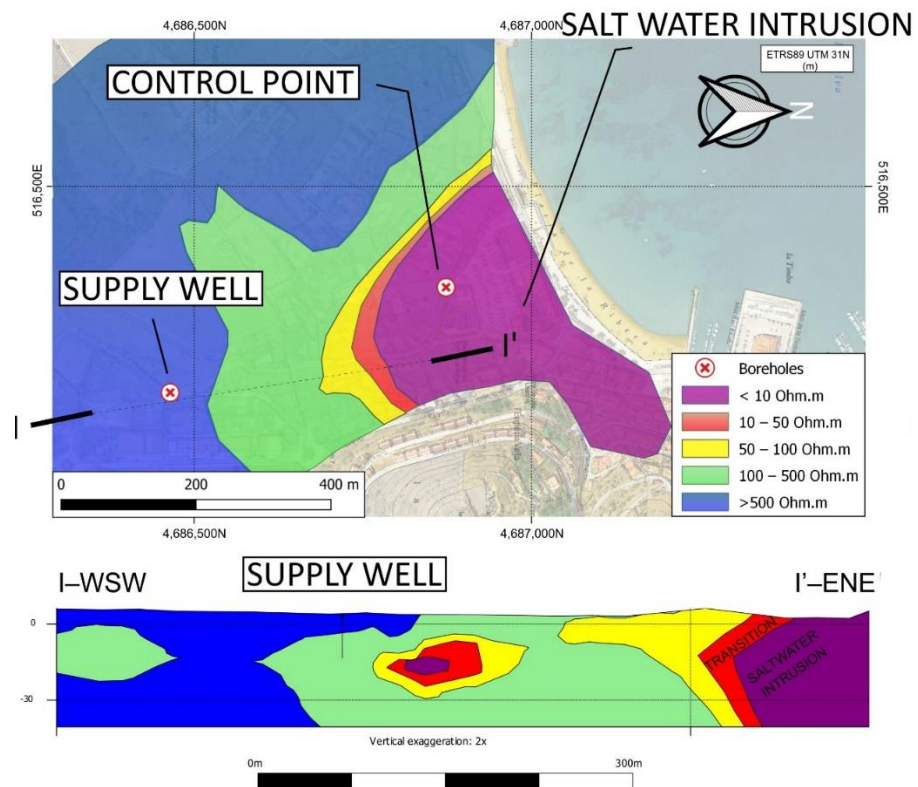 4,686,500N
4,687,000N
SALT WATER INTRUSION
ETRS89 UTM 31N
(m)
CONTROL POINT
N
516,500E
516,500E
SUPPLY WELL
I'
I
Boreholes
< 10 Ohm.m
10 – 50 Ohm.m
50 – 100 Ohm.m
100 – 500 Ohm.m
>500 Ohm.m
0 200 400 m
4,686,500N
4,687,000N
I–WSW
SUPPLY WELL
I'–ENE
0
TRANSITION
SALTWATER
INTRUSION
-30
Vertical exaggeration: 2x
0m 300m